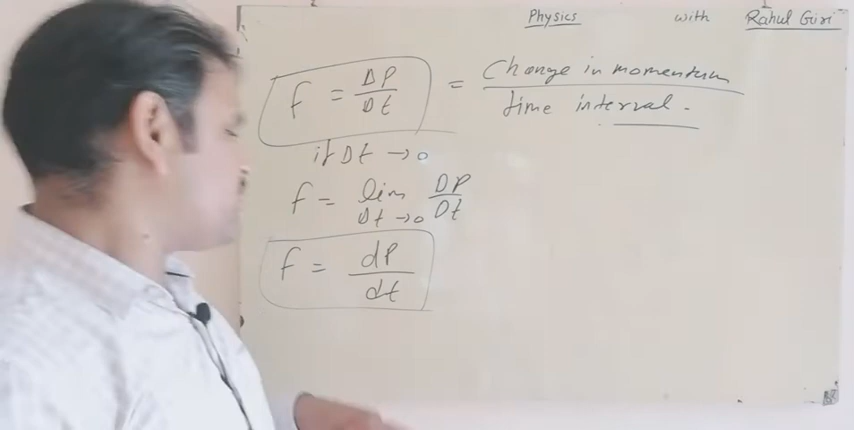 Physics with Rahul Giri
f = ΔP/Δt = Change in momentum / time interval.
if Δt → 0
f = lim Δt → 0 ΔP/Δt
f = dP/dt